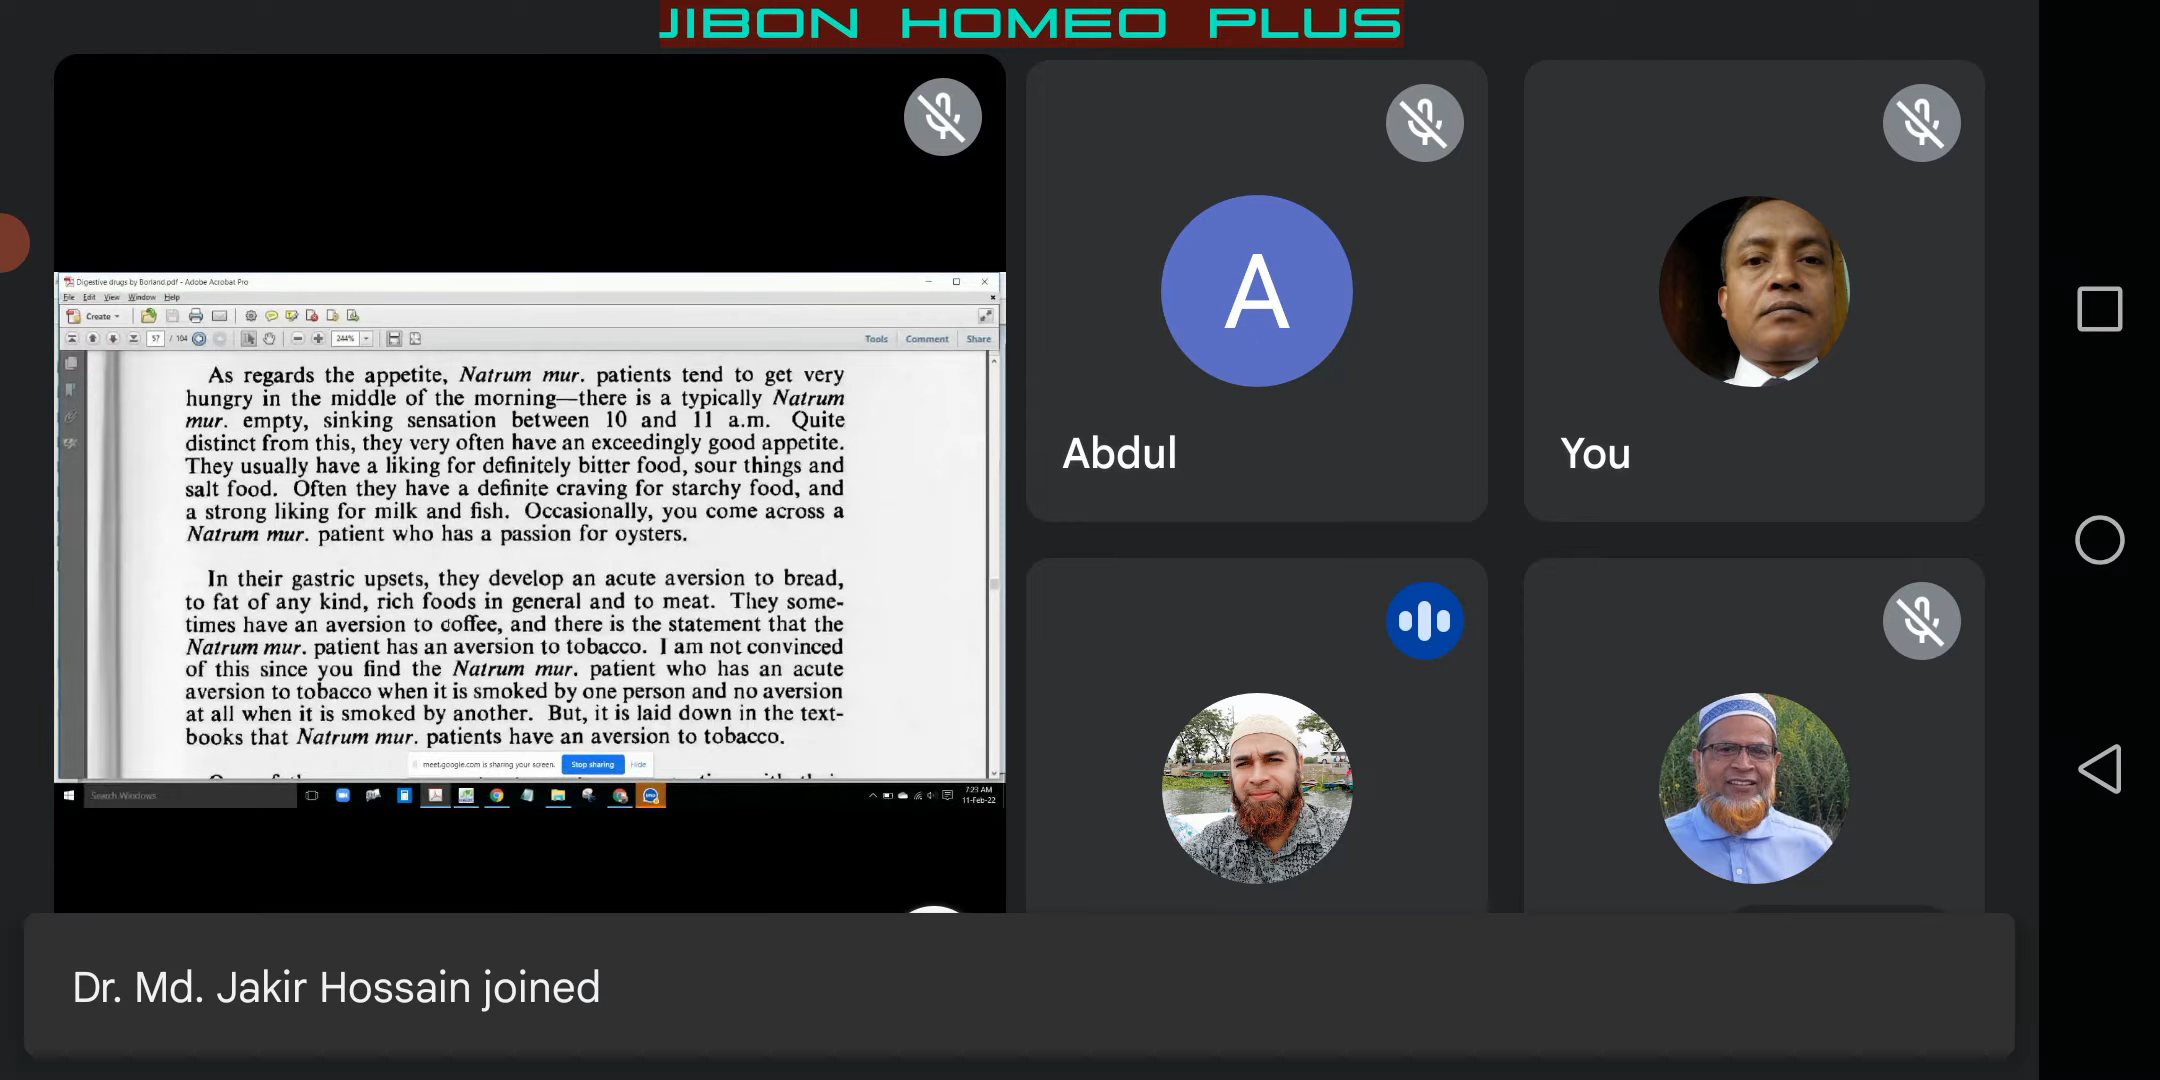 JIBON HOMEO PLUS
Digestive drugs by Borland.pdf - Adobe Acrobat Pro
File Edit View Window Help
Create
57 / 104
244%
Tools Comment Share
As regards the appetite, Natrum mur. patients tend to get very
hungry in the middle of the morning—there is a typically Natrum
mur. empty, sinking sensation between 10 and 11 a.m. Quite
distinct from this, they very often have an exceedingly good appetite.
They usually have a liking for definitely bitter food, sour things and
salt food. Often they have a definite craving for starchy food, and
a strong liking for milk and fish. Occasionally, you come across a
Natrum mur. patient who has a passion for oysters.
In their gastric upsets, they develop an acute aversion to bread,
to fat of any kind, rich foods in general and to meat. They some-
times have an aversion to coffee, and there is the statement that the
Natrum mur. patient has an aversion to tobacco. I am not convinced
of this since you find the Natrum mur. patient who has an acute
aversion to tobacco when it is smoked by one person and no aversion
at all when it is smoked by another. But, it is laid down in the text-
books that Natrum mur. patients have an aversion to tobacco.
meet.google.com is sharing your screen. Stop sharing Hide
Search Windows
7:23 AM
11-Feb-22
A
Abdul
You
Dr. Md. Jakir Hossain joined